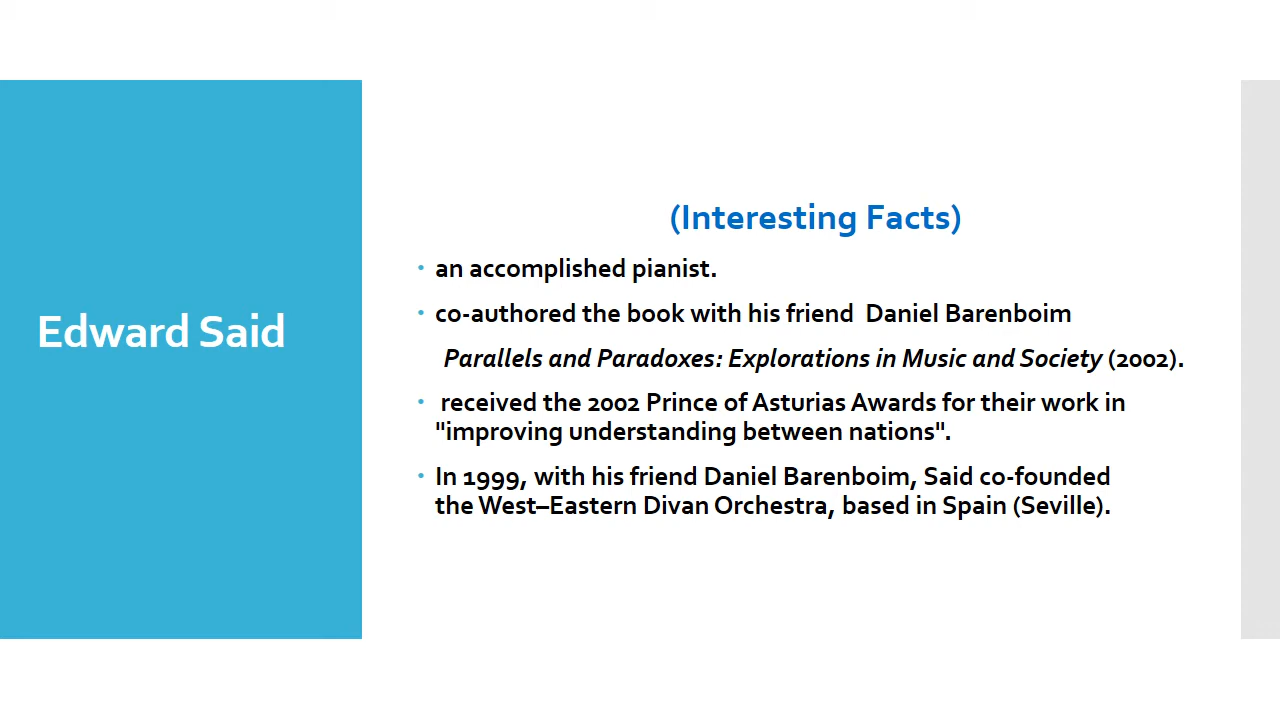 Edward Said
(Interesting Facts)
• an accomplished pianist.
• co-authored the book with his friend  Daniel Barenboim
Parallels and Paradoxes: Explorations in Music and Society (2002).
• received the 2002 Prince of Asturias Awards for their work in
"improving understanding between nations".
• In 1999, with his friend Daniel Barenboim, Said co-founded
the West–Eastern Divan Orchestra, based in Spain (Seville).